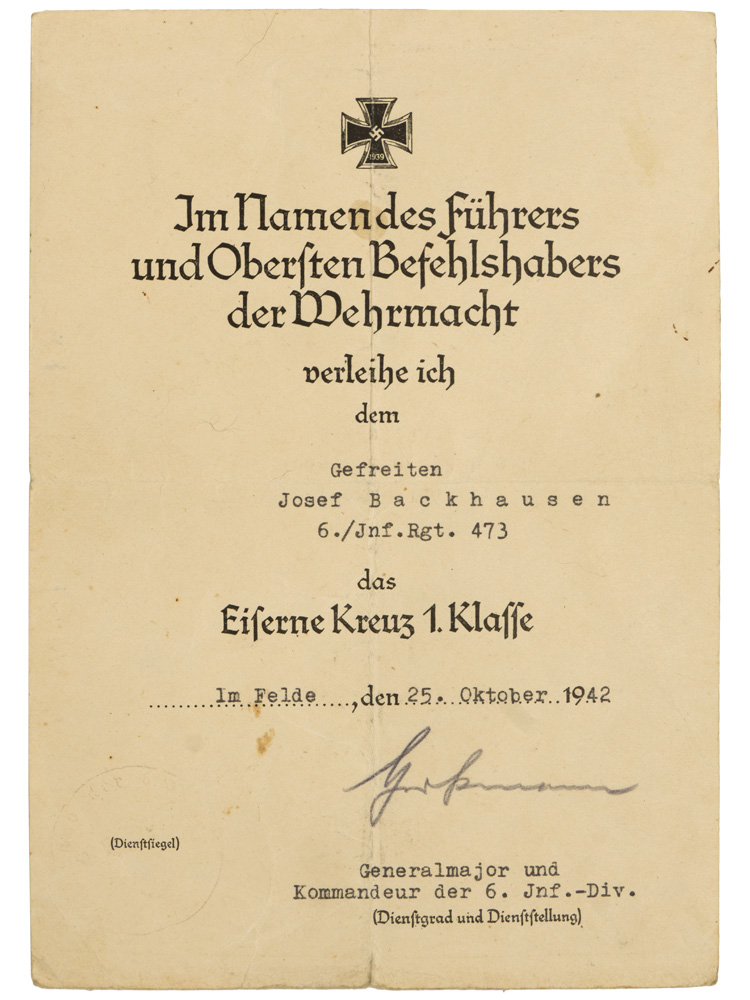 1939
Im Namen des Führers
und Oberſten Befehlshabers
der Wehrmacht
verleihe ich
dem
Gefreiten
Josef B a c k h a u s e n
6./Jnf.Rgt. 473
das
Eiſerne Kreuz 1. Klaſſe
Im Felde, den 25. Oktober 1942
(Dienſtſiegel)
Generalmajor und
Kommandeur der 6. Jnf.-Div.
(Dienſtgrad und Dienſtſtellung)